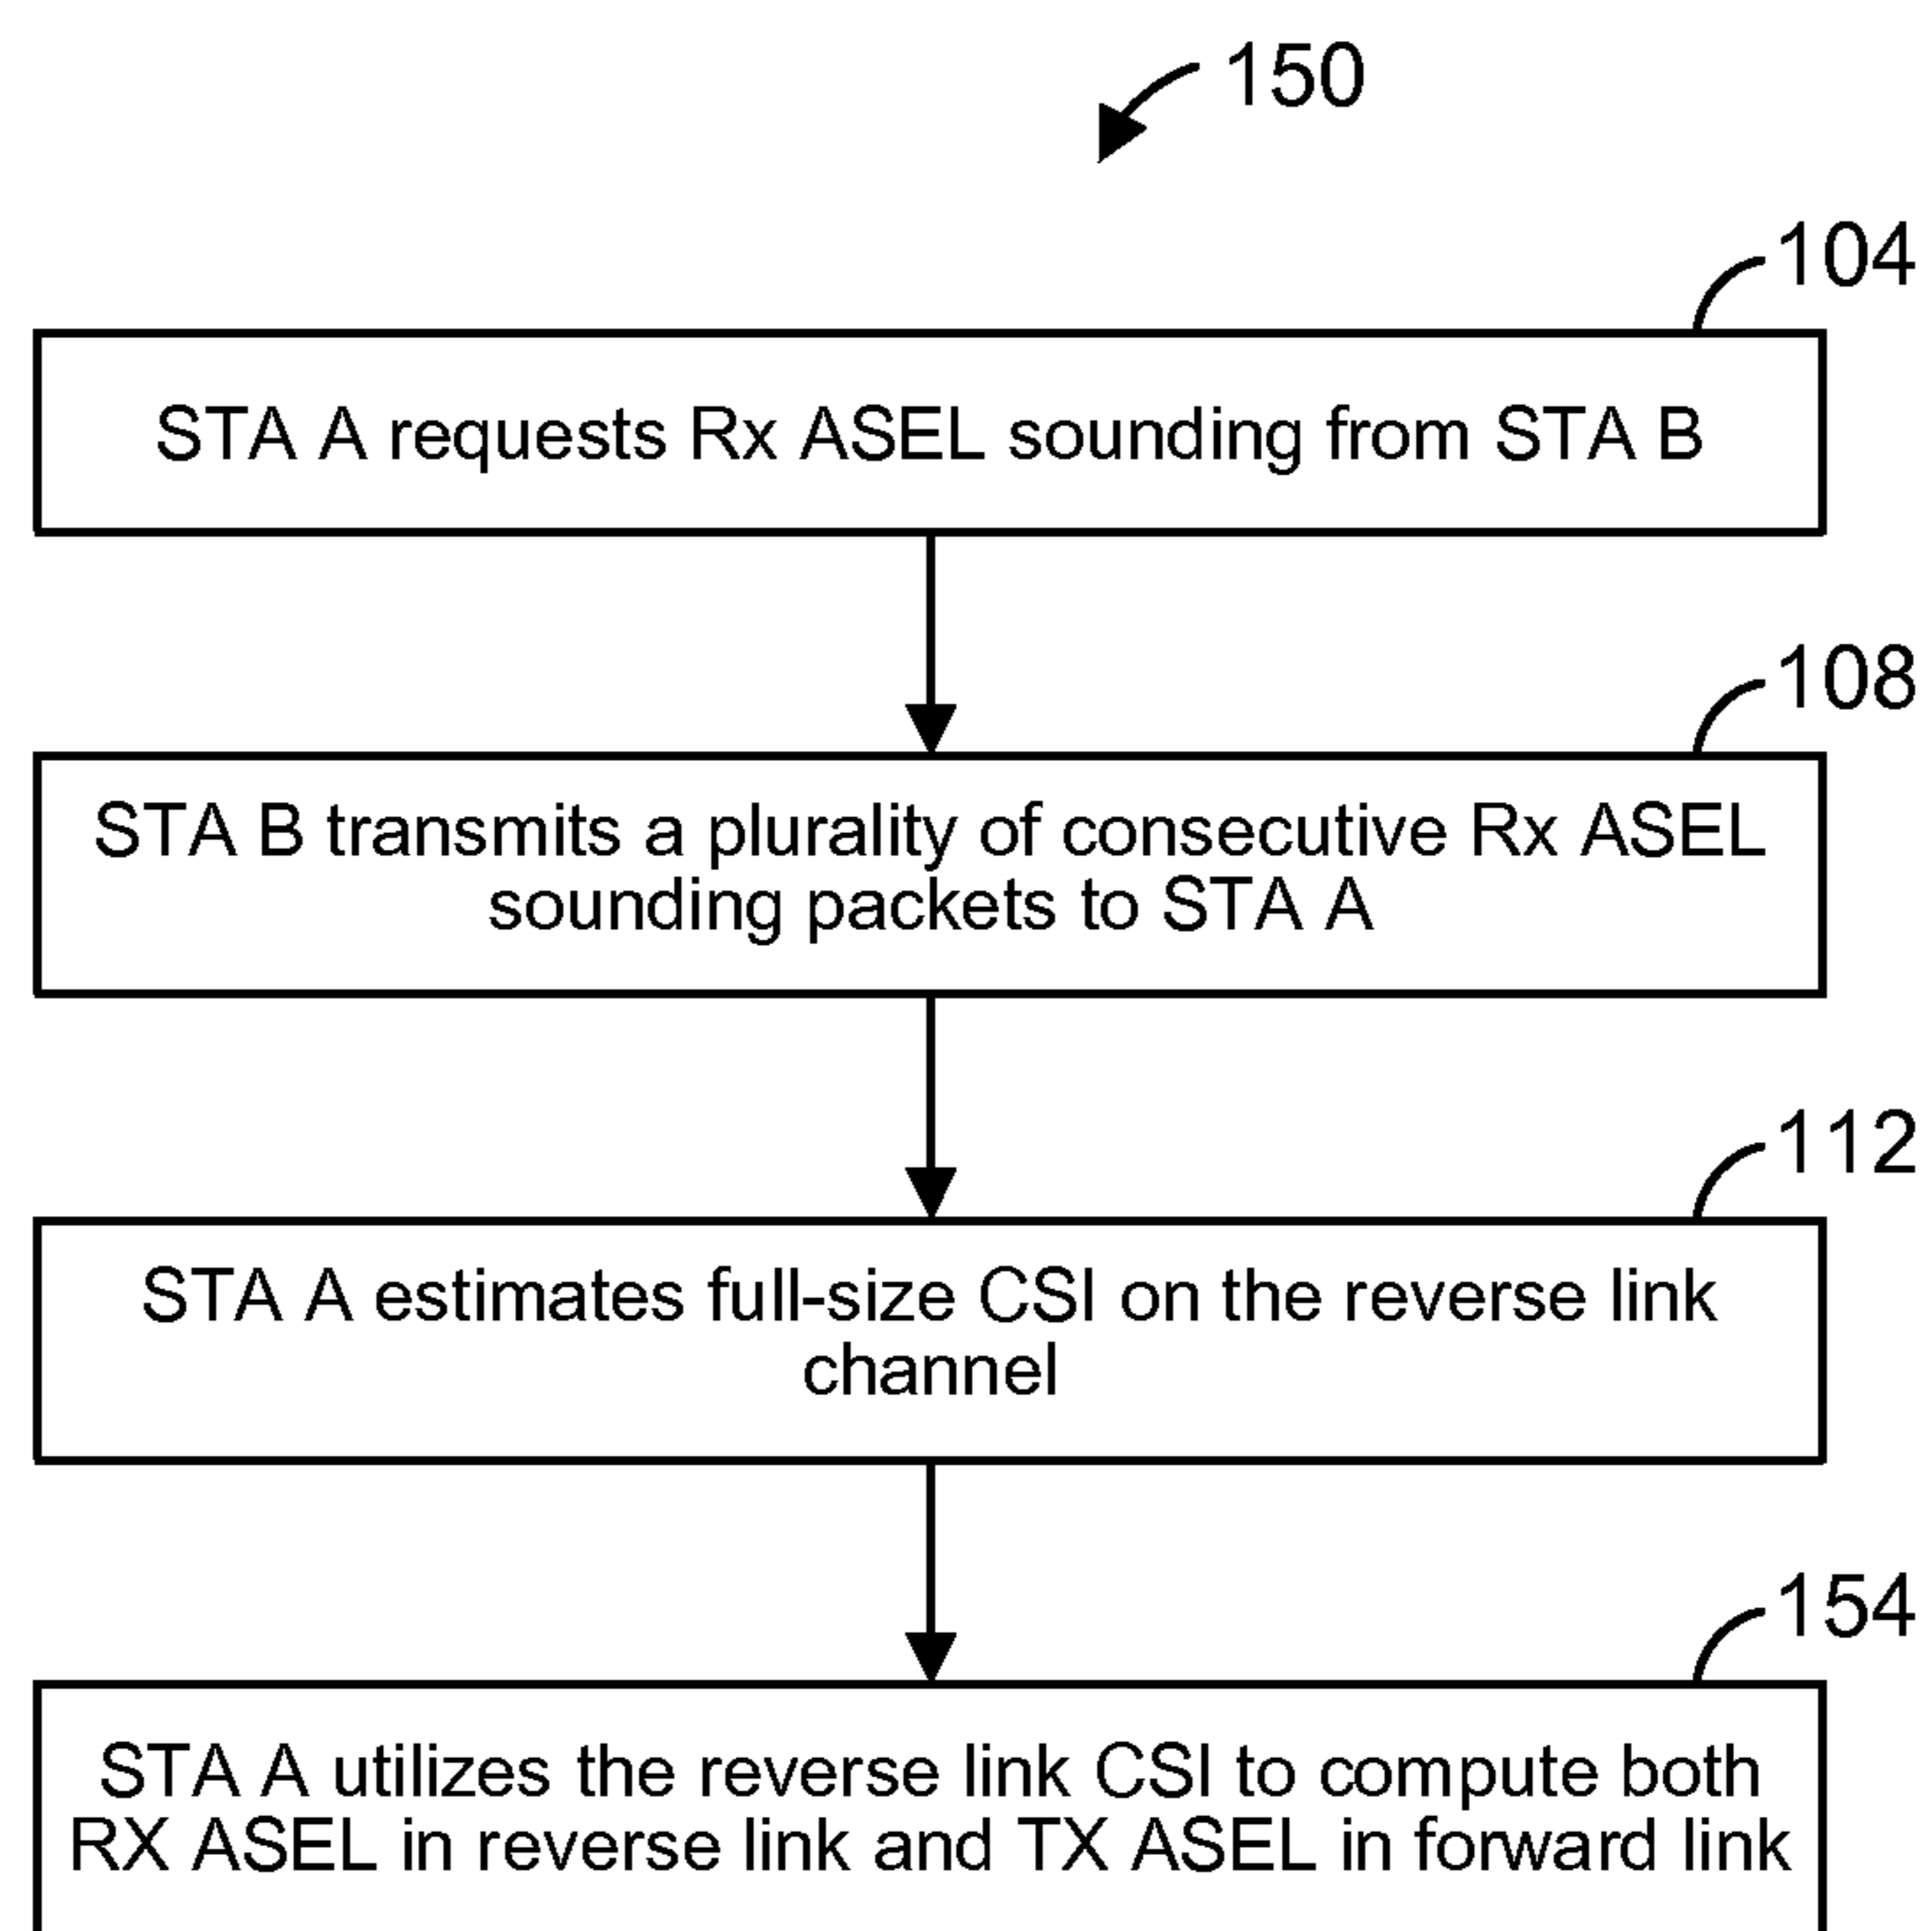 150
104
STA A requests Rx ASEL sounding from STA B
108
STA B transmits a plurality of consecutive Rx ASEL
sounding packets to STA A
112
STA A estimates full-size CSI on the reverse link
channel
154
STA A utilizes the reverse link CSI to compute both
RX ASEL in reverse link and TX ASEL in forward link